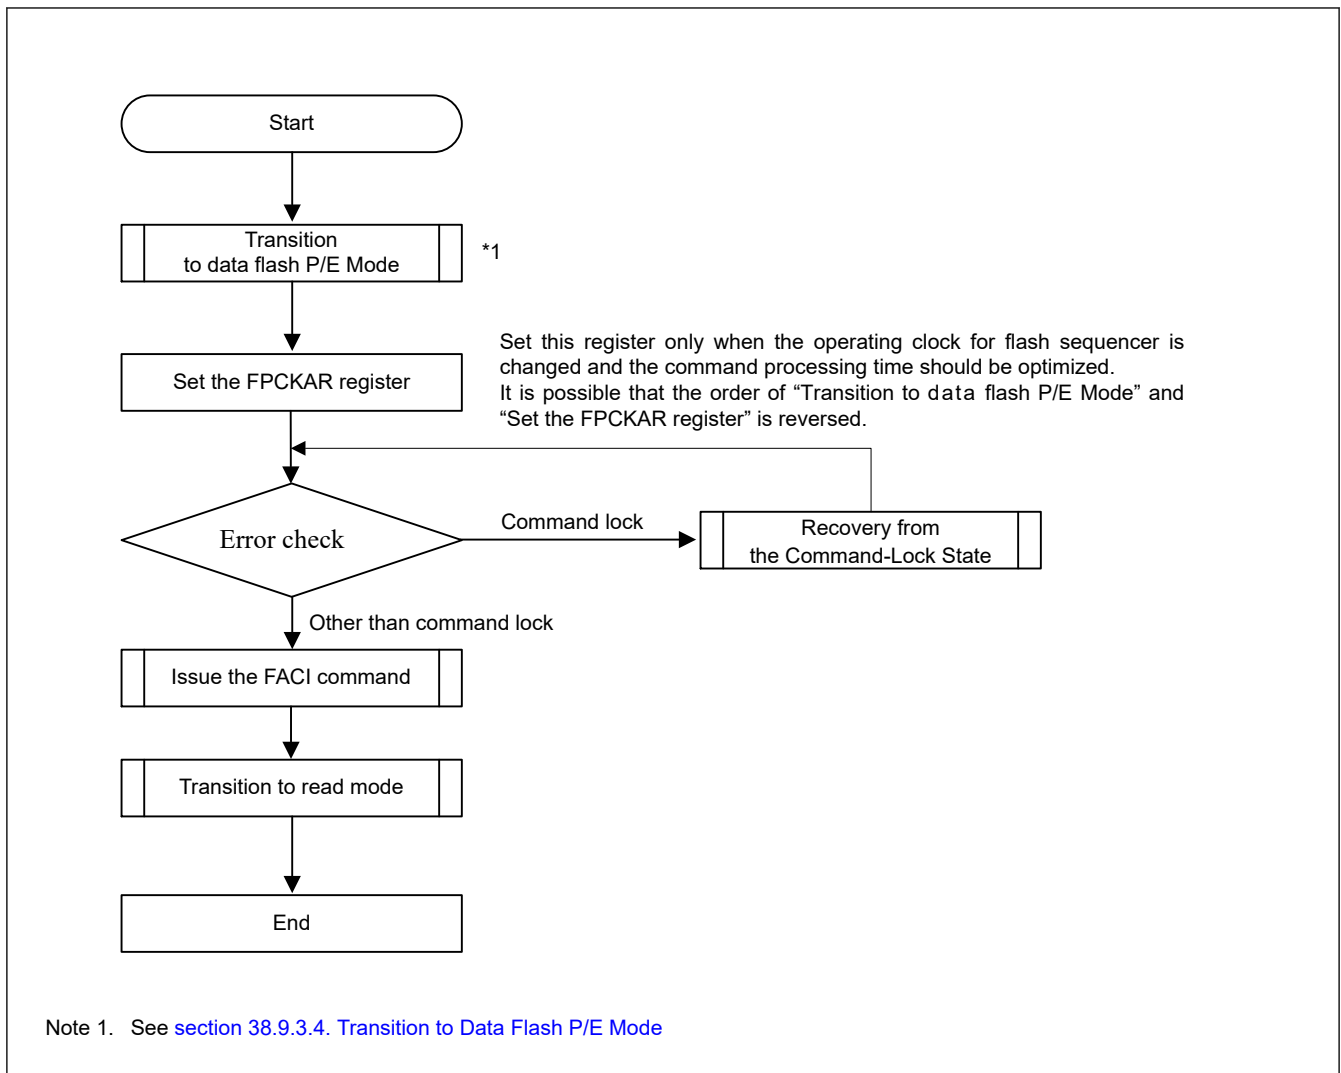 Start
Transition
to data flash P/E Mode
*1
Set the FPCKAR register
Set this register only when the operating clock for flash sequencer is
changed and the command processing time should be optimized.
It is possible that the order of “Transition to data flash P/E Mode” and
“Set the FPCKAR register” is reversed.
Error check
Command lock
Recovery from
the Command-Lock State
Other than command lock
Issue the FACI command
Transition to read mode
End
Note 1. See section 38.9.3.4. Transition to Data Flash P/E Mode